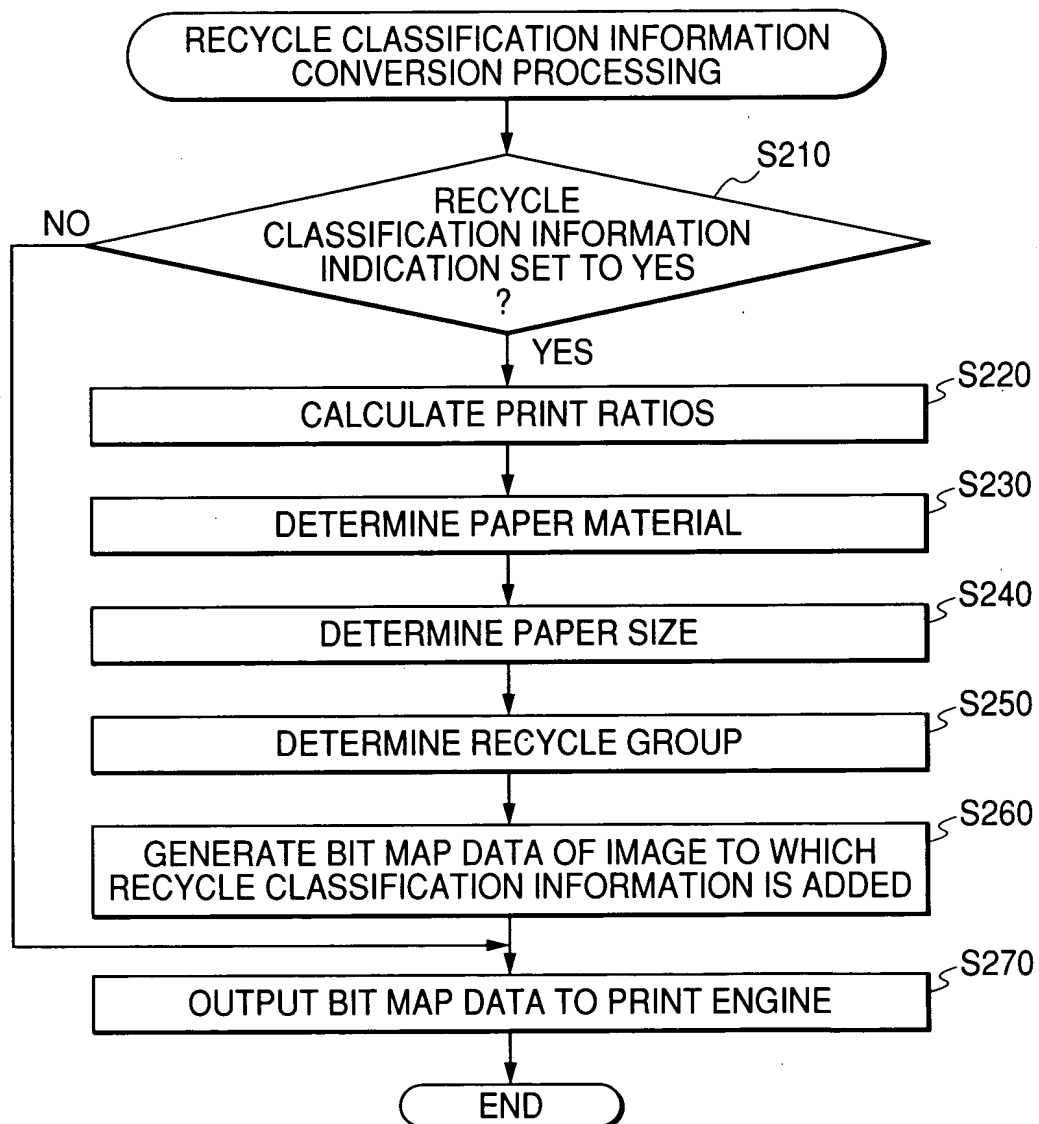 RECYCLE CLASSIFICATION INFORMATION
CONVERSION PROCESSING
S210
RECYCLE
CLASSIFICATION INFORMATION
INDICATION SET TO YES
?
NO
YES
S220
CALCULATE PRINT RATIOS
S230
DETERMINE PAPER MATERIAL
S240
DETERMINE PAPER SIZE
S250
DETERMINE RECYCLE GROUP
S260
GENERATE BIT MAP DATA OF IMAGE TO WHICH
RECYCLE CLASSIFICATION INFORMATION IS ADDED
S270
OUTPUT BIT MAP DATA TO PRINT ENGINE
END